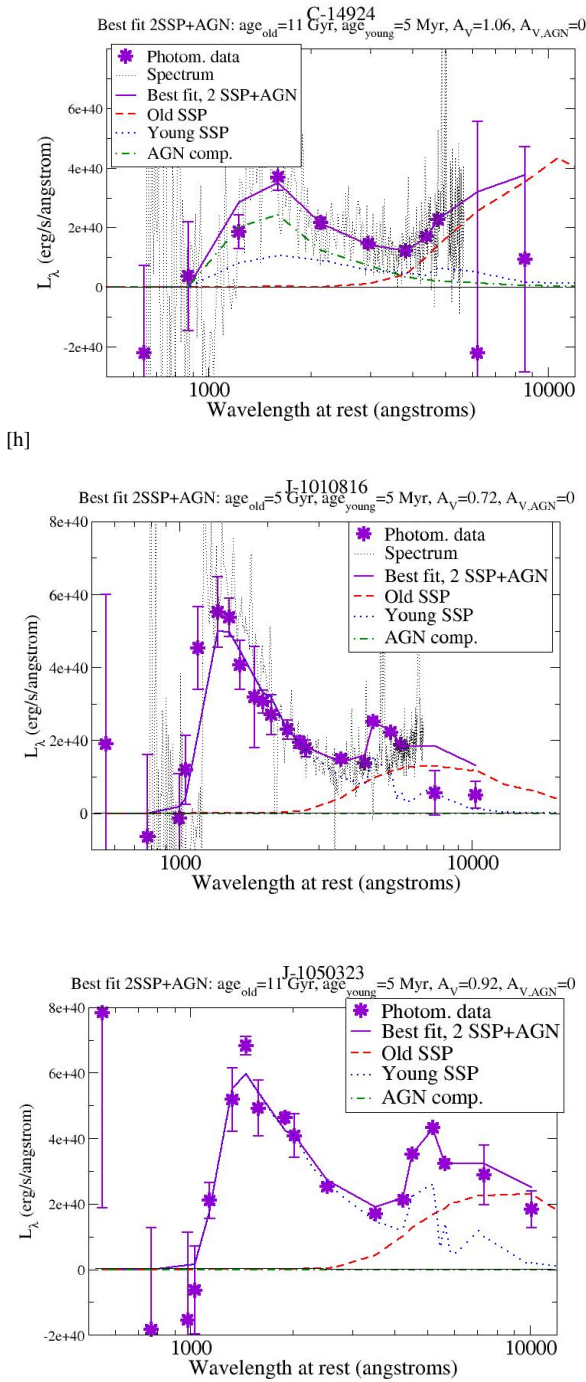 C-14924
Best fit 2SSP+AGN: age_old=11 Gyr, age_young=5 Myr, A_V=1.06, A_V,AGN=0
Photom. data
Spectrum
Best fit, 2 SSP+AGN
Old SSP
Young SSP
AGN comp.
6e+40
4e+40
2e+40
0
-2e+40
L_λ (erg/s/angstrom)
1000 10000
Wavelength at rest (angstroms)
[h]
J-1010816
Best fit 2SSP+AGN: age_old=5 Gyr, age_young=5 Myr, A_V=0.72, A_V,AGN=0
Photom. data
Spectrum
Best fit, 2 SSP+AGN
Old SSP
Young SSP
AGN comp.
8e+40
6e+40
4e+40
2e+40
0
L_λ (erg/s/angstrom)
1000 10000
Wavelength at rest (angstroms)
J-1050323
Best fit 2SSP+AGN: age_old=11 Gyr, age_young=5 Myr, A_V=0.92, A_V,AGN=0
Photom. data
Best fit, 2 SSP+AGN
Old SSP
Young SSP
AGN comp.
8e+40
6e+40
4e+40
2e+40
0
-2e+40
L_λ (erg/s/angstrom)
1000 10000
Wavelength at rest (angstroms)